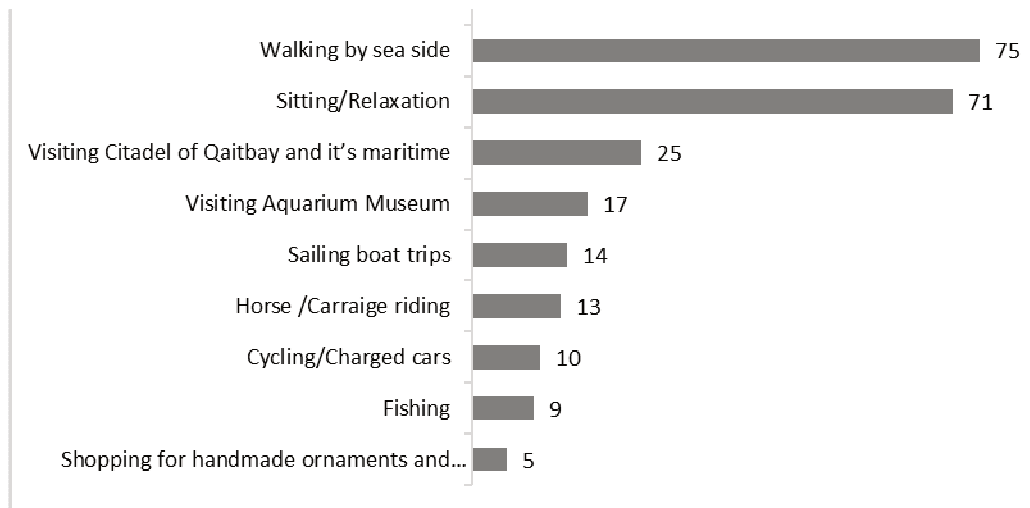 Walking by sea side 75
Sitting/Relaxation 71
Visiting Citadel of Qaitbay and it's maritime 25
Visiting Aquarium Museum 17
Sailing boat trips 14
Horse /Carraige riding 13
Cycling/Charged cars 10
Fishing 9
Shopping for handmade ornaments and... 5